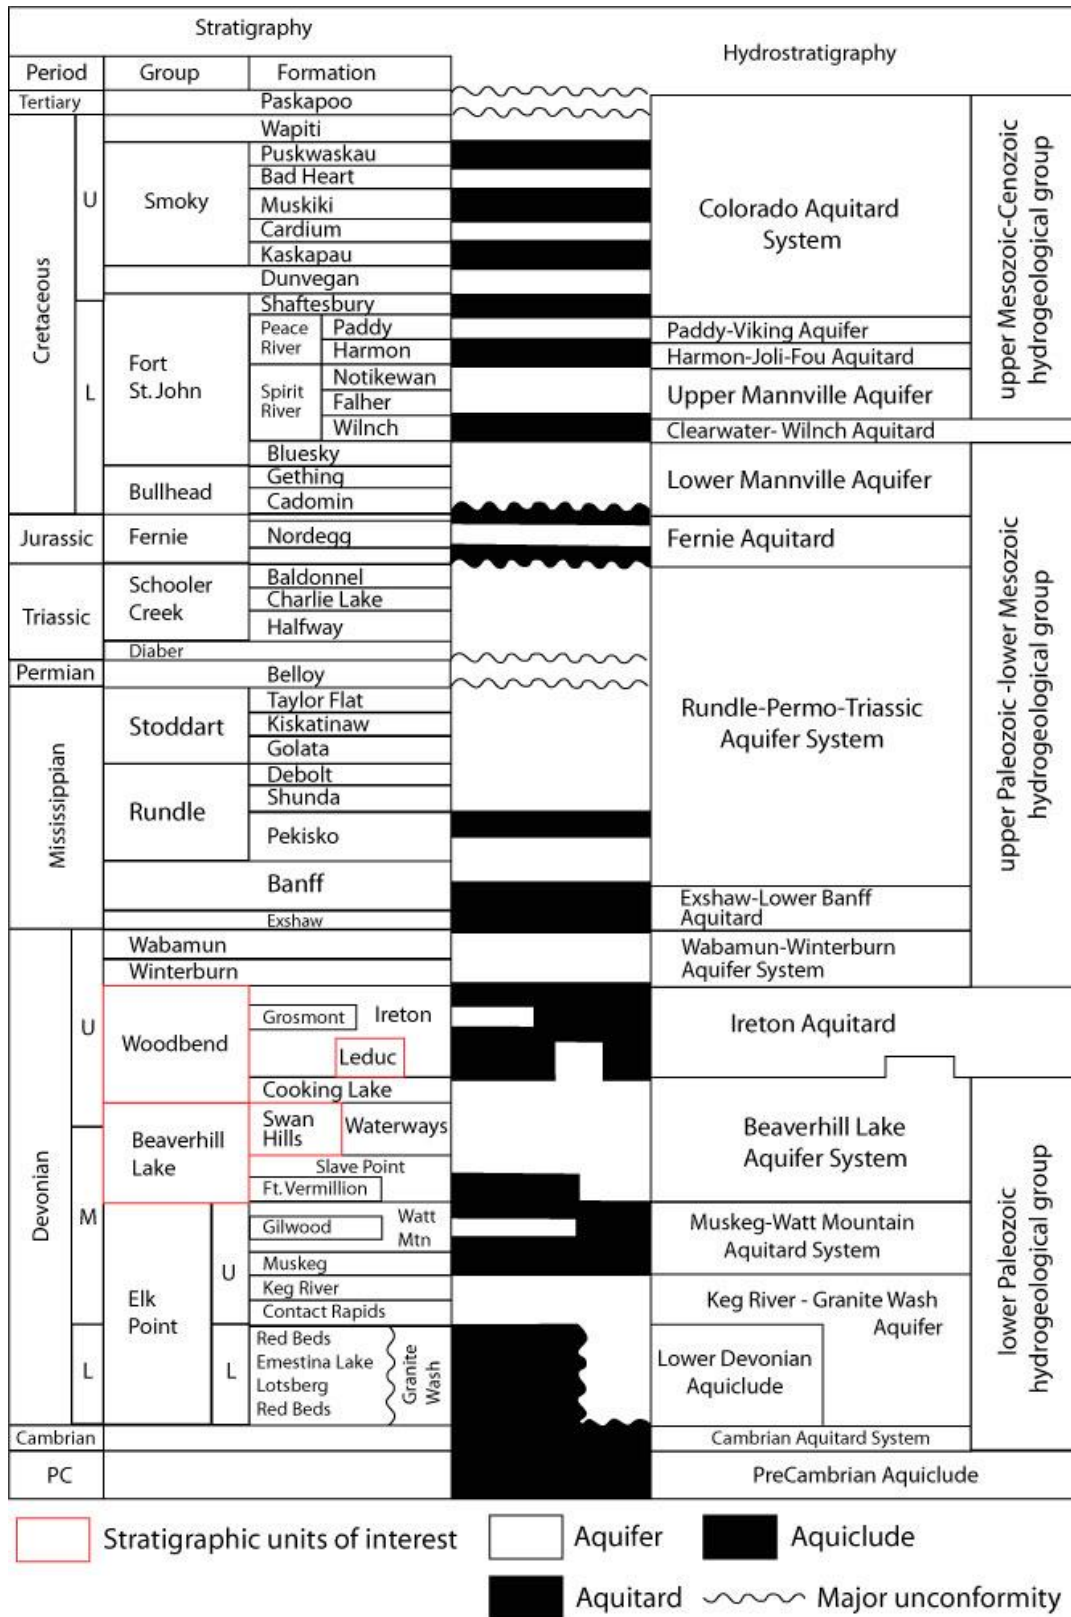 Stratigraphy
Hydrostratigraphy
Period
Group
Formation
Tertiary
Paskapoo
Cretaceous
U
L
Wapiti
Smoky
Puskwaskau
Bad Heart
Muskiki
Cardium
Kaskapau
Dunvegan
Fort
St. John
Shaftesbury
Peace
River
Paddy
Harmon
Spirit
River
Notikewan
Falher
Wilnch
Bluesky
Bullhead
Gething
Cadomin
Jurassic
Fernie
Nordegg
Triassic
Schooler
Creek
Baldonnel
Charlie Lake
Halfway
Diaber
Permian
Belloy
Mississippian
Stoddart
Taylor Flat
Kiskatinaw
Golata
Rundle
Debolt
Shunda
Pekisko
Banff
Exshaw
Devonian
U
M
L
Wabamun
Winterburn
Woodbend
Grosmont
Ireton
Leduc
Cooking Lake
Beaverhill
Lake
Swan
Hills
Waterways
Slave Point
Ft. Vermillion
Elk
Point
U
L
Gilwood
Watt
Mtn
Muskeg
Keg River
Contact Rapids
Red Beds
Emestina Lake
Lotsberg
Red Beds
Granite
Wash
Cambrian
PC
Colorado Aquitard
System
Paddy-Viking Aquifer
Harmon-Joli-Fou Aquitard
Upper Mannville Aquifer
Clearwater- Wilnch Aquitard
Lower Mannville Aquifer
Fernie Aquitard
Rundle-Permo-Triassic
Aquifer System
Exshaw-Lower Banff
Aquitard
Wabamun-Winterburn
Aquifer System
Ireton Aquitard
Beaverhill Lake
Aquifer System
Muskeg-Watt Mountain
Aquitard System
Keg River - Granite Wash
Aquifer
Lower Devonian
Aquiclude
Cambrian Aquitard System
PreCambrian Aquiclude
upper Mesozoic-Cenozoic
hydrogeological group
upper Paleozoic -lower Mesozoic
hydrogeological group
lower Paleozoic
hydrogeological group
Stratigraphic units of interest
Aquifer
Aquiclude
Aquitard
Major unconformity